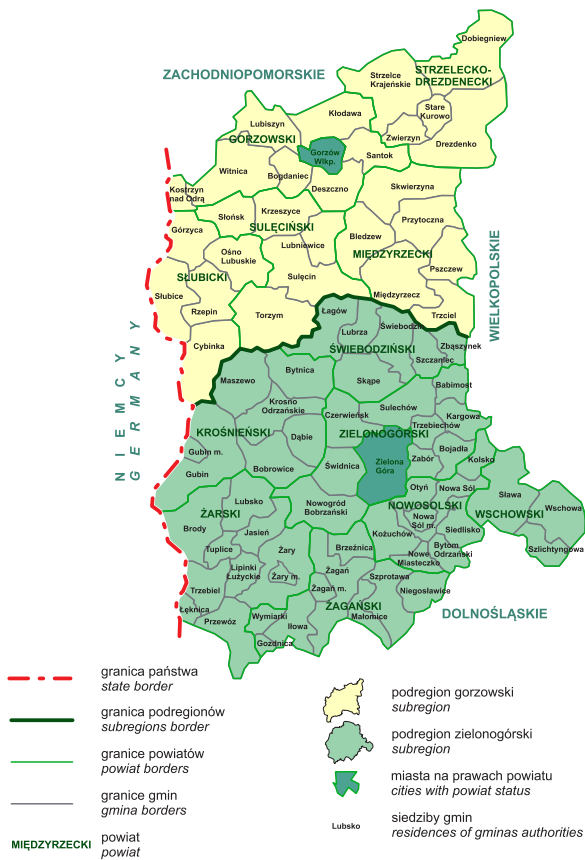 Dobiegniew
ZACHODNIOPOMORSKIE
STRZELECKO-
DREZDENECKI
Strzelce
Krajeńskie
Stare
Kurowo
Kłodawa
Lubiszyn
GORZOWSKI
Zwierzyn
Drezdenko
Gorzów
Wlkp.
Santok
Witnica
Bogdaniec
Deszczno
Skwierzyna
Kostrzyn
nad Odrą
Słońsk
Krzeszyce
SULĘCIŃSKI
Przytoczna
Górzyca
Bledzew
Lubniewice
MIĘDZYRZECKI
Ośno
Lubuskie
Pszczew
SŁUBICKI
Sulęcin
WIELKOPOLSKIE
Słubice
Międzyrzecz
Rzepin
Torzym
Łagów
Trzciel
Świebodzin
Lubrza
Cybinka
Zbąszynek
ŚWIEBODZIŃSKI
Szczaniec
NIEMCY
GERMANY
Bytnica
Maszewo
Skąpe
Babimost
Krosno
Odrzańskie
Czerwieńsk
Sulechów
Kargowa
Trzebiechów
KROŚNIEŃSKI
Dąbie
ZIELONOGÓRSKI
Bojadła
Gubin m.
Zabór
Kolsko
Gubin
Bobrowice
Świdnica
Zielona
Góra
Otyń
Nowa Sól
Sława
Wschowa
Lubsko
Nowogród
Bobrzański
NOWOSOLSKI
WSCHOWSKI
ŻARSKI
Nowa
Sól m.
Siedlisko
Brody
Jasień
Kożuchów
Bytom
Odrzański
Szlichtyngowa
Tuplice
Żary
Brzeźnica
Nowe
Miasteczko
Lipinki
Łużyckie
Żary m.
Żagań
Szprotawa
Trzebiel
Żagań m.
Niegosławice
Łęknica
ŻAGAŃSKI
DOLNOŚLĄSKIE
Przewóz
Wymiarki
Iłowa
Małomice
Gozdnica
granica państwa
state border
granica podregionów
subregions border
granice powiatów
powiat borders
granice gmin
gmina borders
MIĘDZYRZECKI
powiat
powiat
podregion gorzowski
subregion
podregion zielonogórski
subregion
miasta na prawach powiatu
cities with powiat status
Lubsko
siedziby gmin
residences of gminas authorities